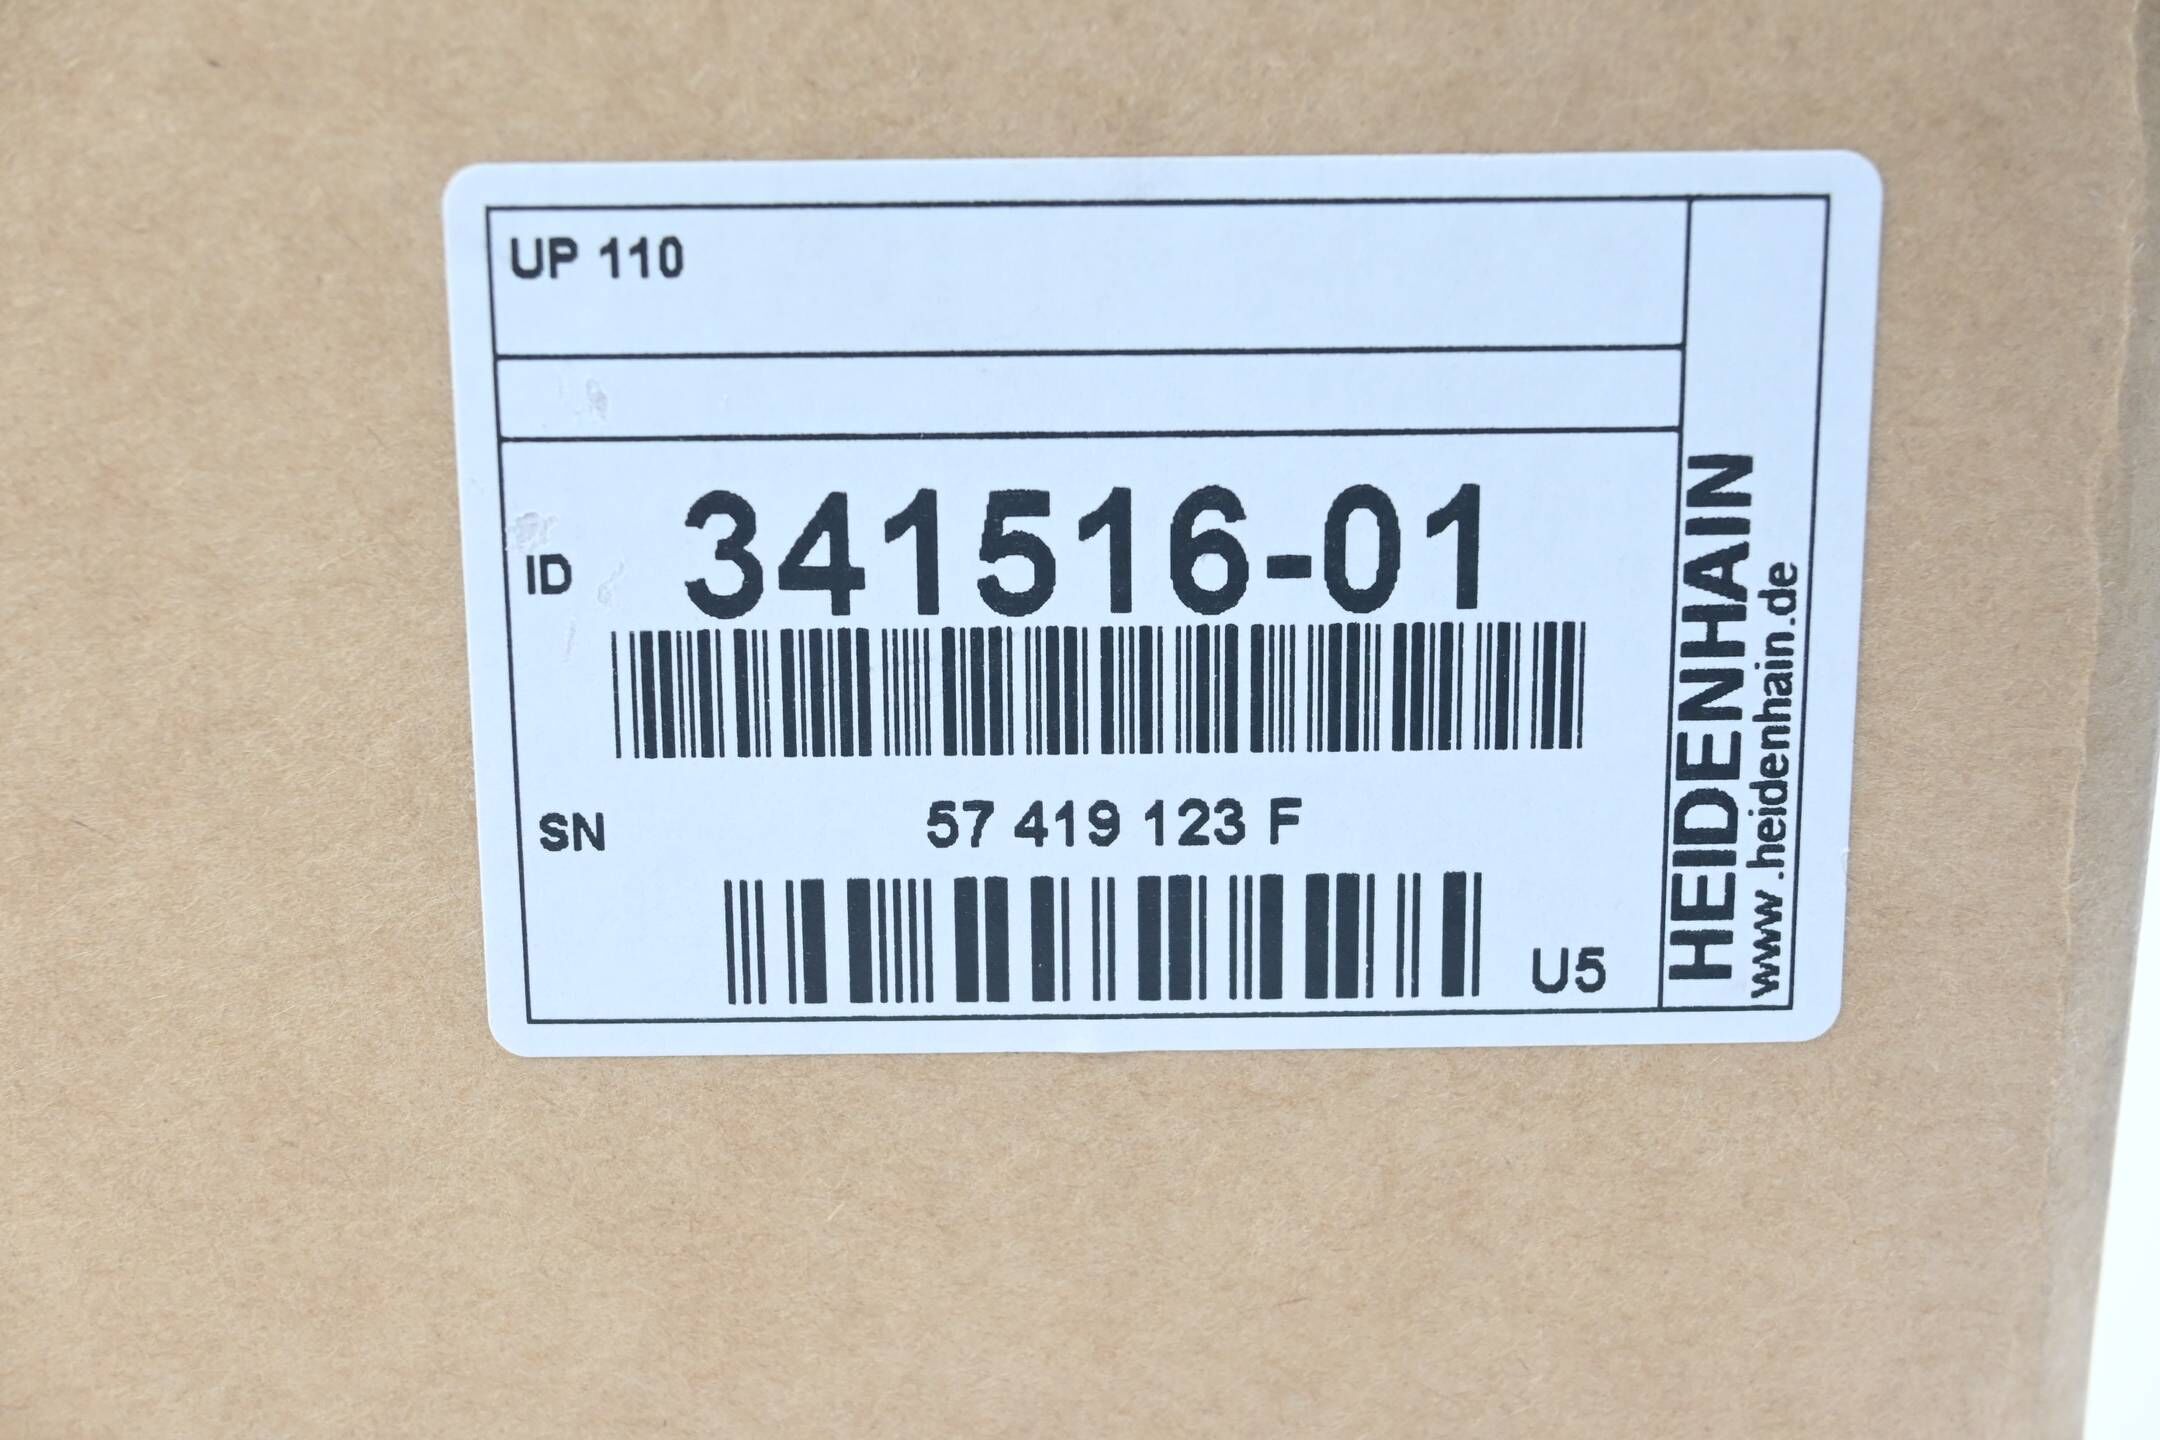 UP 110
ID 341516-01
SN 57 419 123 F
U5
HEIDENHAIN
www.heidenhain.de